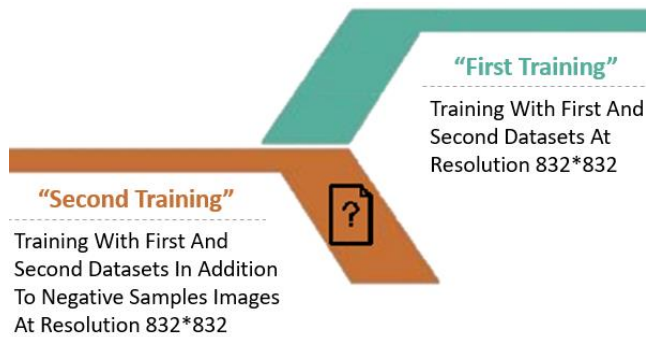 “First Training”
Training With First And
Second Datasets At
Resolution 832*832
“Second Training”
Training With First And
Second Datasets In Addition
To Negative Samples Images
At Resolution 832*832
?